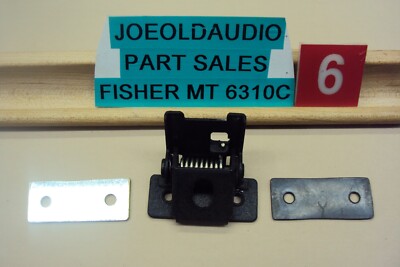 JOEOLDAUDIO
PART SALES
FISHER MT 6310C
6